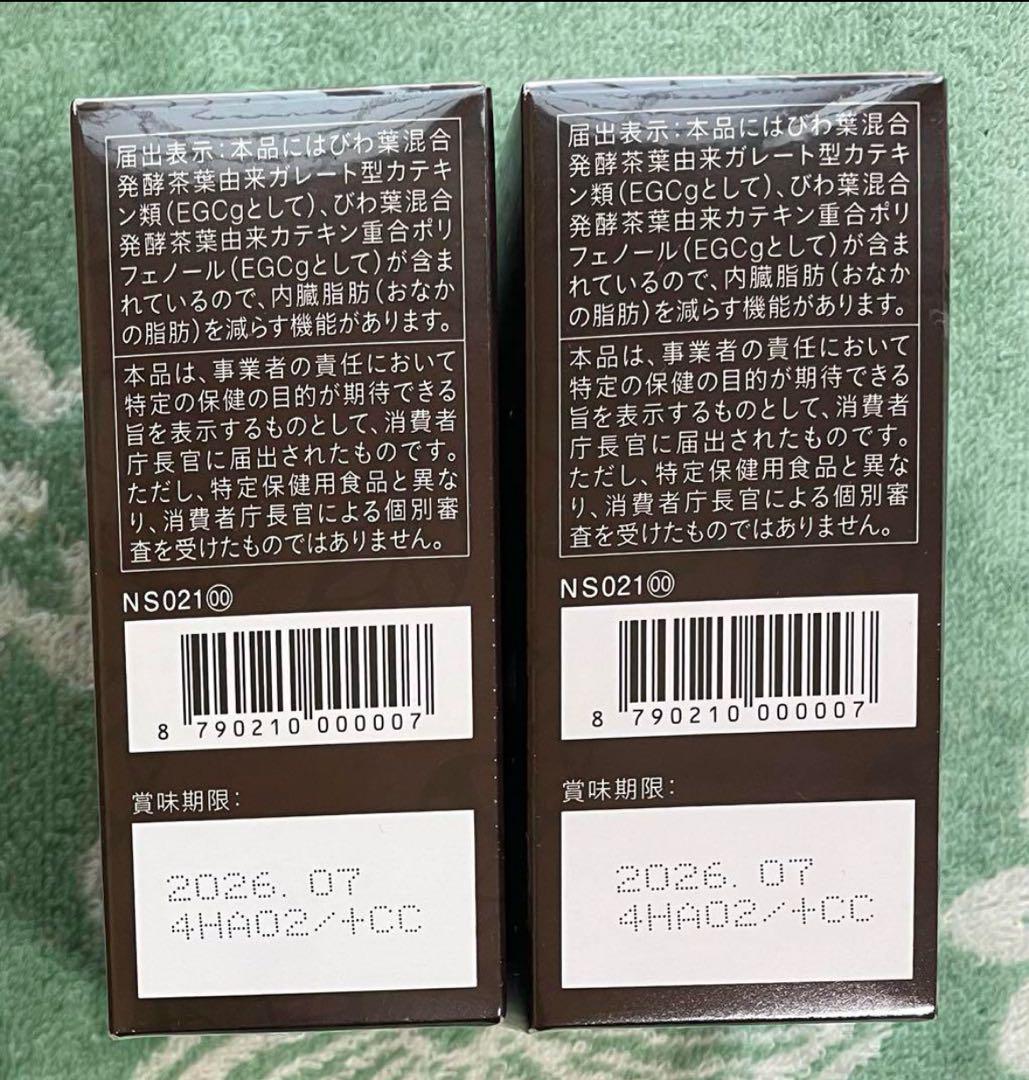 届出表示：本品にはびわ葉混合
発酵茶葉由来ガレート型カテキ
ン類（EGCgとして）、びわ葉混合
発酵茶葉由来カテキン重合ポリ
フェノール（EGCgとして）が含ま
れているので、内臓脂肪（おなか
の脂肪）を減らす機能があります。
本品は、事業者の責任において
特定の保健の目的が期待できる
旨を表示するものとして、消費者
庁長官に届出されたものです。
ただし、特定保健用食品と異な
り、消費者庁長官による個別審
査を受けたものではありません。
NS021⓪⓪
8 790210 000007
賞味期限：
2026. 07
4HA02/+CC
届出表示：本品にはびわ葉混合
発酵茶葉由来ガレート型カテキ
ン類（EGCgとして）、びわ葉混合
発酵茶葉由来カテキン重合ポリ
フェノール（EGCgとして）が含ま
れているので、内臓脂肪（おなか
の脂肪）を減らす機能があります。
本品は、事業者の責任において
特定の保健の目的が期待できる
旨を表示するものとして、消費者
庁長官に届出されたものです。
ただし、特定保健用食品と異な
り、消費者庁長官による個別審
査を受けたものではありません。
NS021⓪⓪
8 790210 000007
賞味期限：
2026. 07
4HA02/+CC